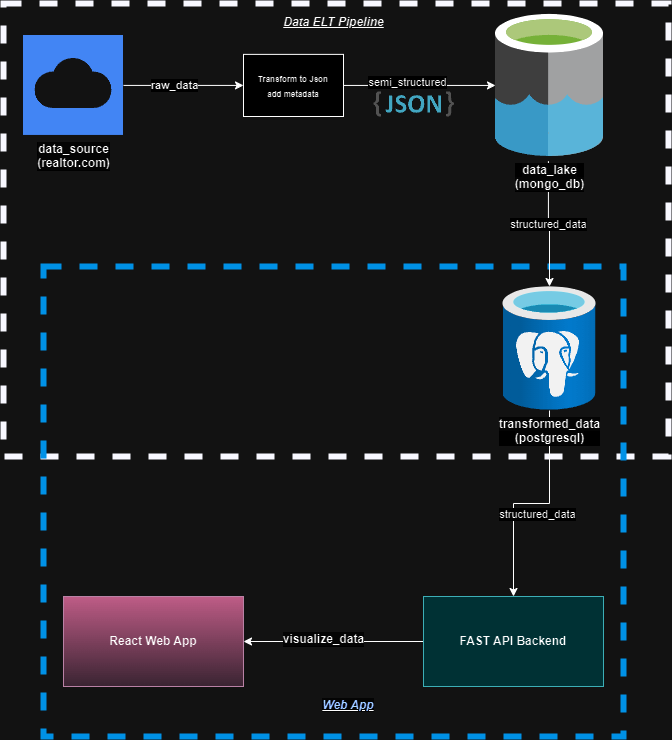 Data ELT Pipeline
raw_data
Transform to Json
add metadata
semi_structured
{JSON}
data_source
(realtor.com)
data_lake
(mongo_db)
structured_data
transformed_data
(postgresql)
structured_data
React Web App
visualize_data
FAST API Backend
Web App